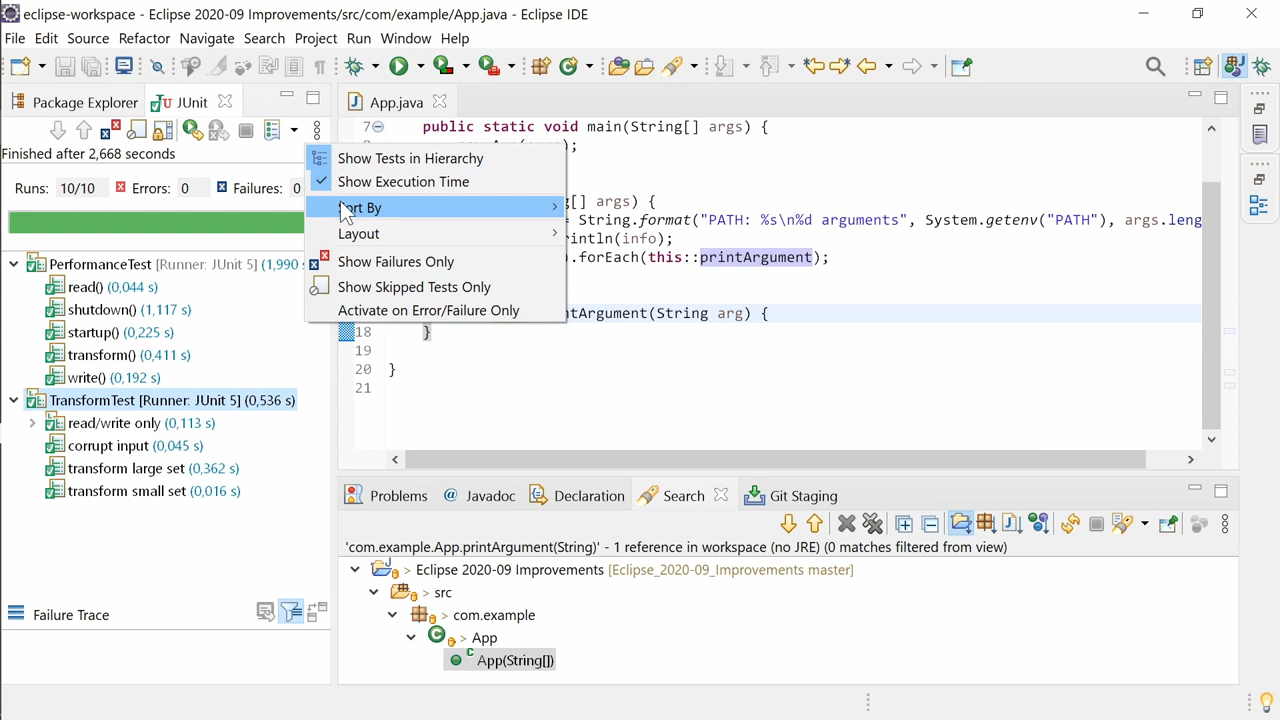 eclipse-workspace - Eclipse 2020-09 Improvements/src/com/example/App.java - Eclipse IDE
File Edit Source Refactor Navigate Search Project Run Window Help
Package Explorer JUnit
Finished after 2,668 seconds
Runs: 10/10 Errors: 0 Failures: 0
PerformanceTest [Runner: JUnit 5] (1,990
read() (0,044 s)
shutdown() (1,117 s)
startup() (0,225 s)
transform() (0,411 s)
write() (0,192 s)
TransformTest [Runner: JUnit 5] (0,536 s)
read/write only (0,113 s)
corrupt input (0,045 s)
transform large set (0,362 s)
transform small set (0,016 s)
Failure Trace
Show Tests in Hierarchy
Show Execution Time
Sort By
Layout
Show Failures Only
Show Skipped Tests Only
Activate on Error/Failure Only
App.java
7 public static void main(String[] args) {
);
[] args) {
= String.format("PATH: %s\n%d arguments", System.getenv("PATH"), args.leng
rintln(info);
).forEach(this::printArgument);
tArgument(String arg) {
18 }
19
20 }
21
Problems @ Javadoc Declaration Search Git Staging
'com.example.App.printArgument(String)' - 1 reference in workspace (no JRE) (0 matches filtered from view)
> Eclipse 2020-09 Improvements [Eclipse_2020-09_Improvements master]
> src
> com.example
> App
App(String[])